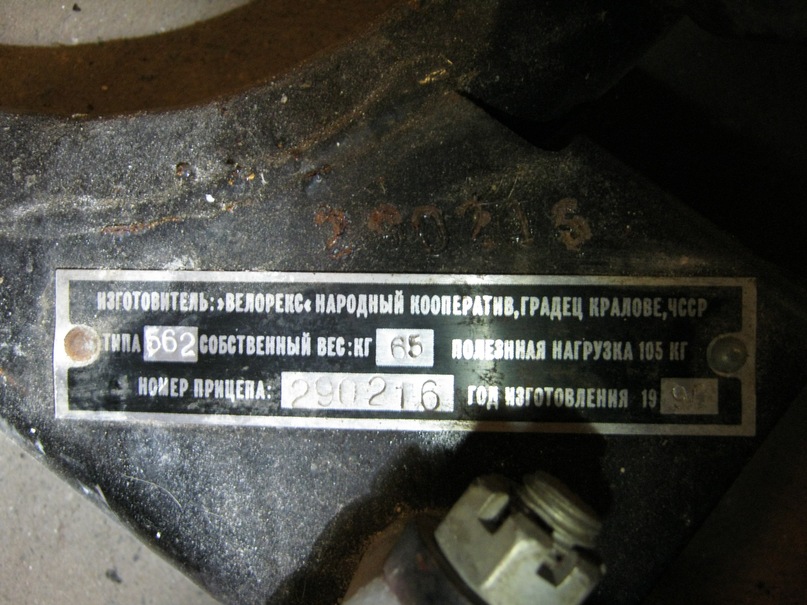 290216
ИЗГОТОВИТЕЛЬ:»ВЕЛОРЕКС« НАРОДНЫЙ КООПЕРАТИВ,ГРАДЕЦ КРАЛОВЕ,ЧССР
ТИПА 562 СОБСТВЕННЫЙ ВЕС:КГ 65 ПОЛЕЗННАЯ НАГРУЗКА 105 КГ
НОМЕР ПРИЦЕПА: 290216 ГОД ИЗГОТОВЛЕНИЯ 19